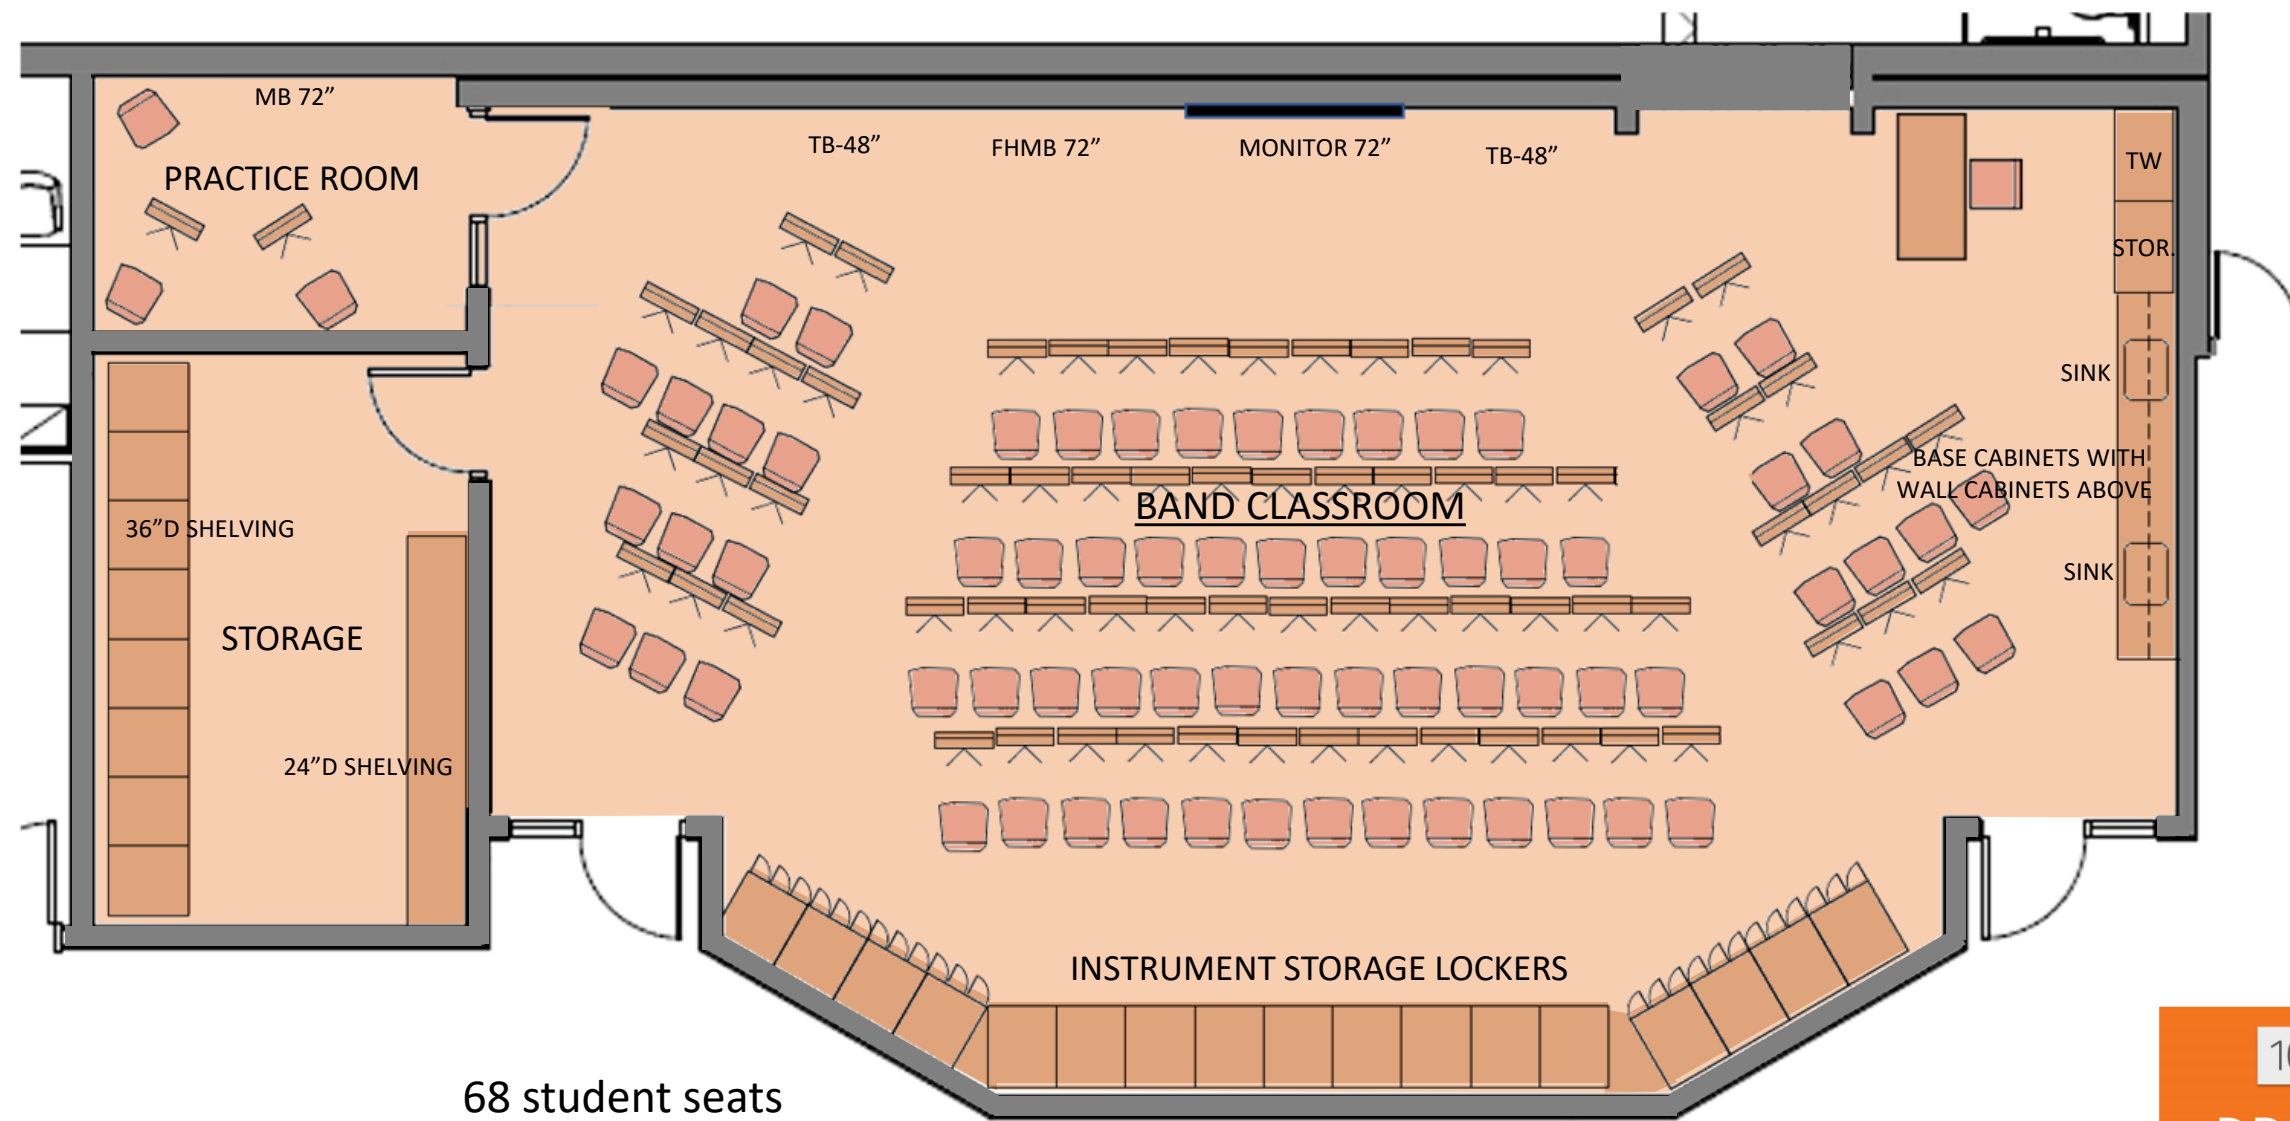 MB 72”
PRACTICE ROOM
TB-48”
FHMB 72”
MONITOR 72”
TB-48”
TW
STOR.
SINK
BASE CABINETS WITH
WALL CABINETS ABOVE
SINK
BAND CLASSROOM
36”D SHELVING
STORAGE
24”D SHELVING
INSTRUMENT STORAGE LOCKERS
68 student seats